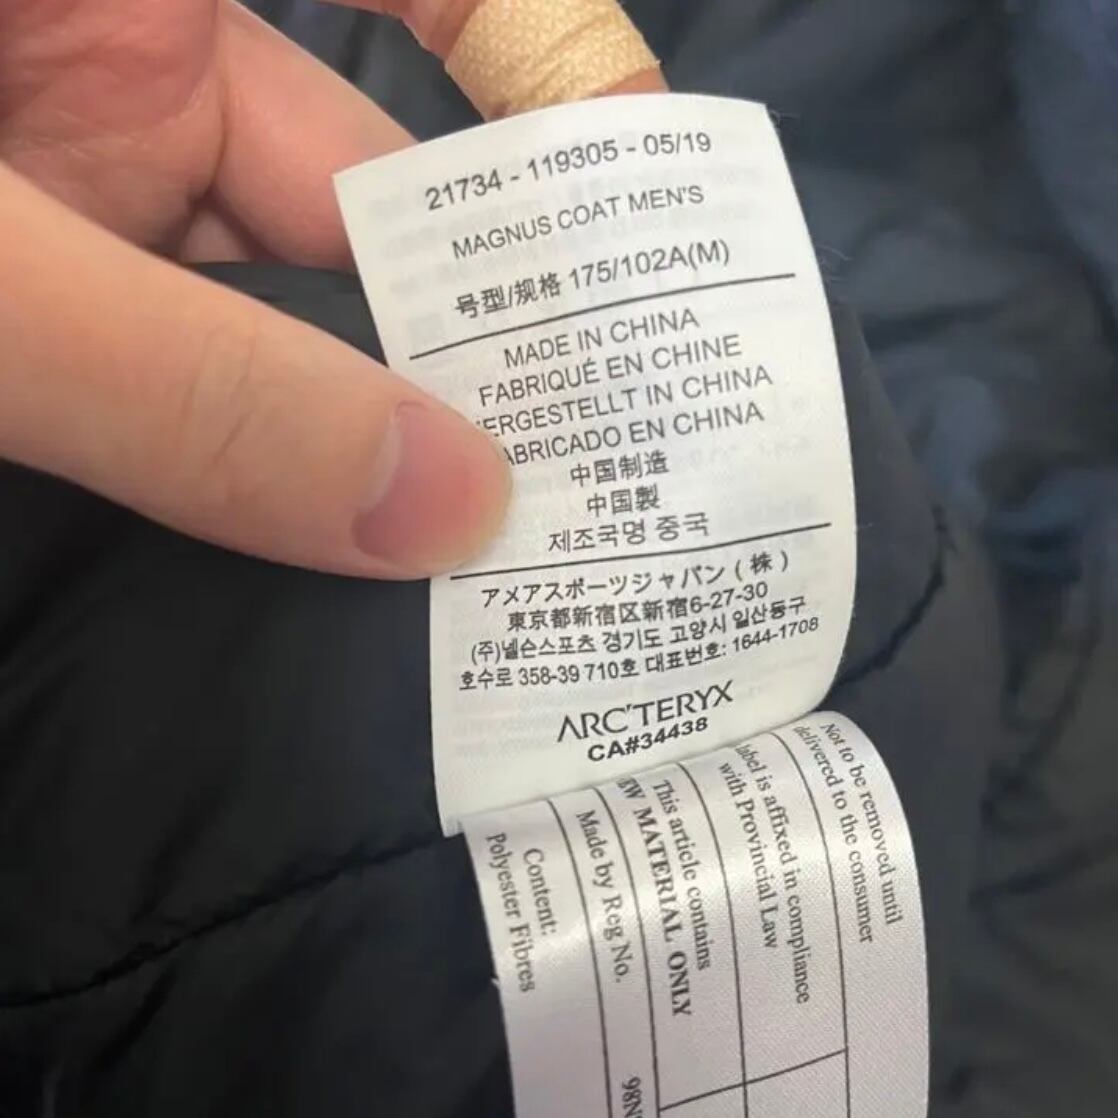 21734 - 119305 - 05/19
MAGNUS COAT MEN'S
号型/规格 175/102A(M)
MADE IN CHINA
FABRIQUÉ EN CHINE
ERGESTELLT IN CHINA
ABRICADO EN CHINA
中国制造
中国製
제조국명 중국
アメアスポーツジャパン ( 株 )
東京都新宿区新宿6-27-30
(주)넬슨스포츠 경기도 고양시 일산동구
호수로 358-39 710호 대표번호: 1644-1708
ARC'TERYX
CA#34438
Not to be removed until
delivered to the consumer
label is affixed in compliance
with Provincial Law
This article contains
EW MATERIAL ONLY
Made by Reg No.
98N
Content:
Polyester Fibres